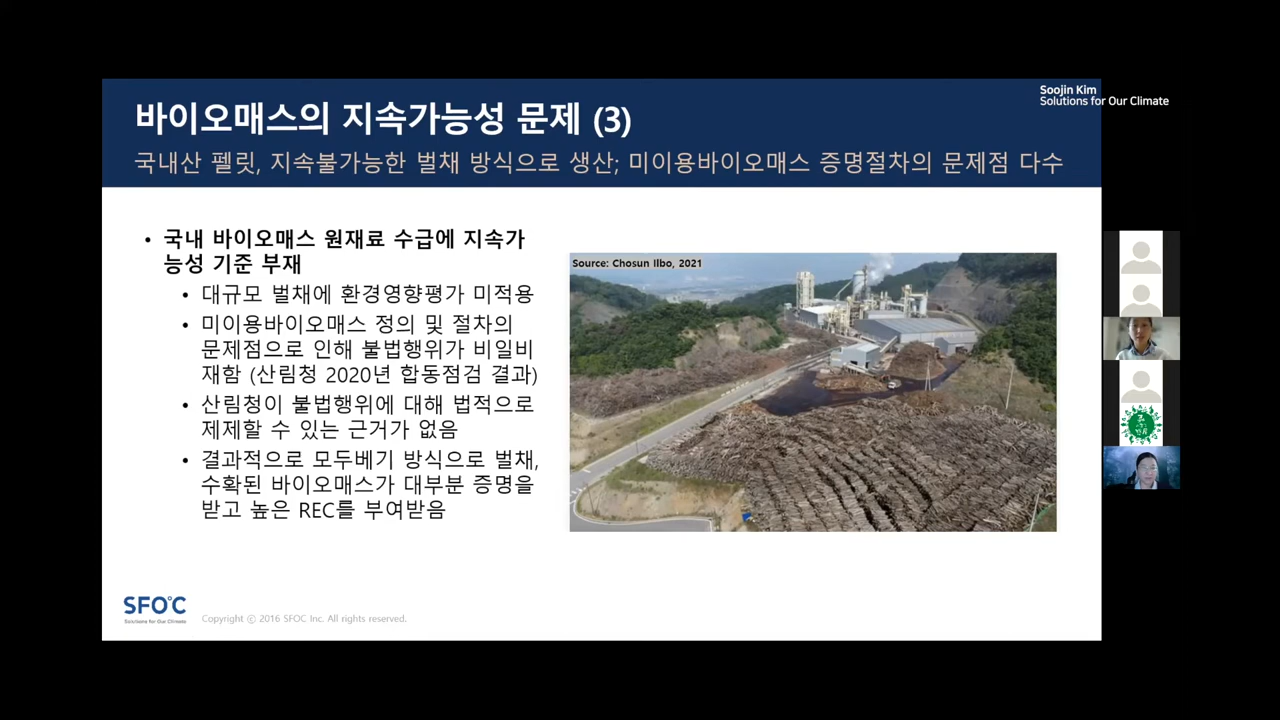 Soojin Kim
Solutions for Our Climate
바이오매스의 지속가능성 문제 (3)
국내산 펠릿, 지속불가능한 벌채 방식으로 생산; 미이용바이오매스 증명절차의 문제점 다수
• 국내 바이오매스 원재료 수급에 지속가
능성 기준 부재
• 대규모 벌채에 환경영향평가 미적용
• 미이용바이오매스 정의 및 절차의
문제점으로 인해 불법행위가 비일비
재함 (산림청 2020년 합동점검 결과)
• 산림청이 불법행위에 대해 법적으로
제제할 수 있는 근거가 없음
• 결과적으로 모두베기 방식으로 벌채,
수확된 바이오매스가 대부분 증명을
받고 높은 REC를 부여받음
Source: Chosun Ilbo, 2021
SFOC
Solutions for Our Climate
Copyright ⓒ 2016 SFOC Inc. All rights reserved.